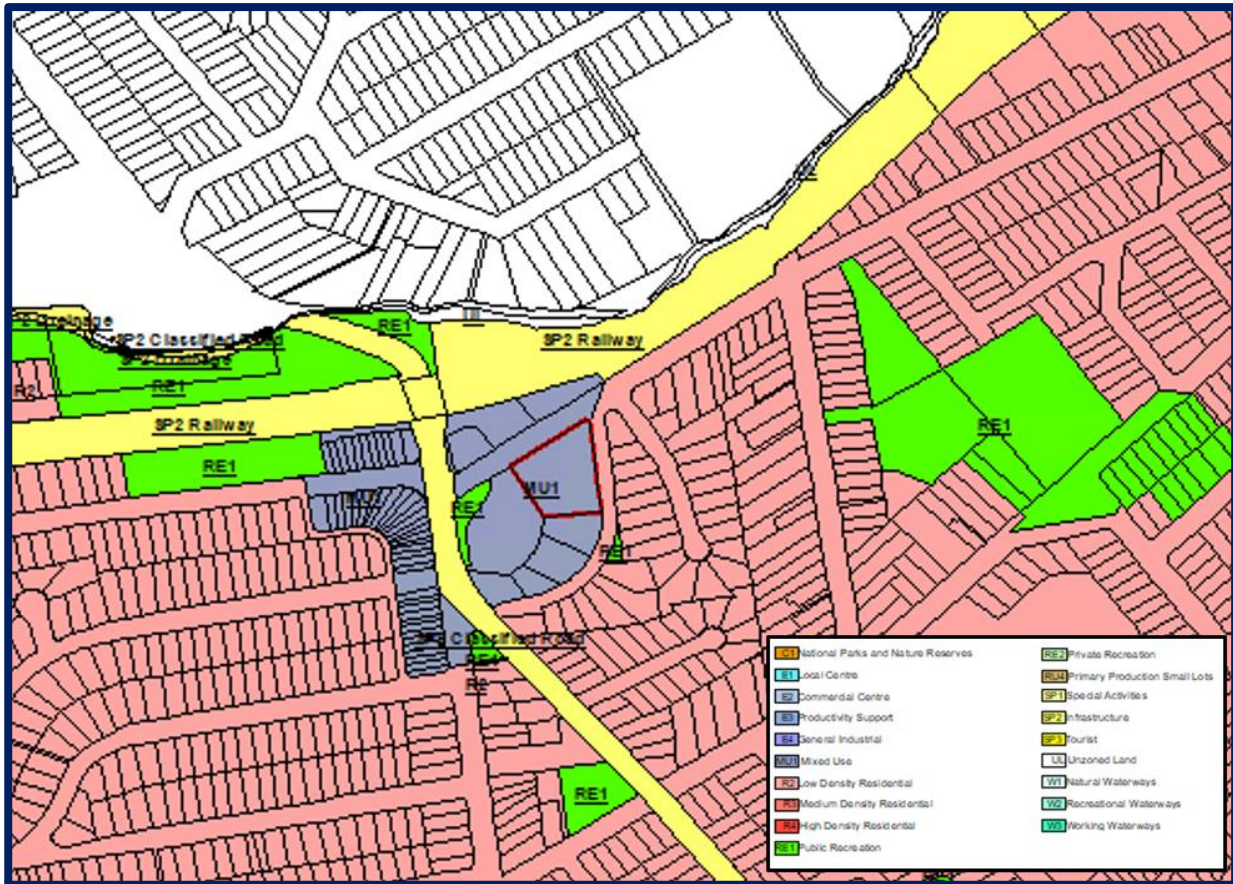 RE1
SP2 Classified Road
SP2 Railway
RE1
R2
SP2 Railway
RE1
RE1
MU1
RE1
RE1
R2
RE1
C1 National Parks and Nature Reserves
E1 Local Centre
E2 Commercial Centre
E3 Productivity Support
E4 General Industrial
MU1 Mixed Use
R2 Low Density Residential
R3 Medium Density Residential
R4 High Density Residential
RE1 Public Recreation
RE2 Private Recreation
RU4 Primary Production Small Lots
SP1 Special Activities
SP2 Infrastructure
SP3 Tourist
UL Unzoned Land
W1 Natural Waterways
W2 Recreational Waterways
W3 Working Waterways